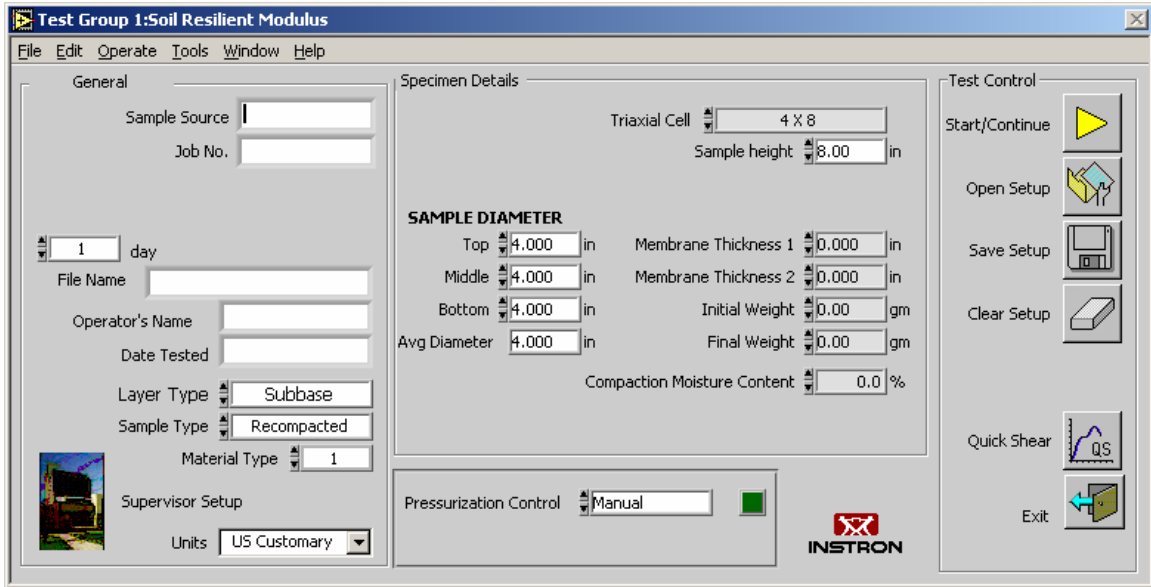 Test Group 1:Soil Resilient Modulus
File Edit Operate Tools Window Help
General
Sample Source
Job No.
1 day
File Name
Operator's Name
Date Tested
Layer Type Subbase
Sample Type Recompacted
Material Type 1
Supervisor Setup
Units US Customary
Specimen Details
Triaxial Cell 4 X 8
Sample height 8.00 in
SAMPLE DIAMETER
Top 4.000 in
Middle 4.000 in
Bottom 4.000 in
Avg Diameter 4.000 in
Membrane Thickness 1 0.000 in
Membrane Thickness 2 0.000 in
Initial Weight 0.00 gm
Final Weight 0.00 gm
Compaction Moisture Content 0.0 %
Pressurization Control Manual
INSTRON
Test Control
Start/Continue
Open Setup
Save Setup
Clear Setup
Quick Shear QS
Exit